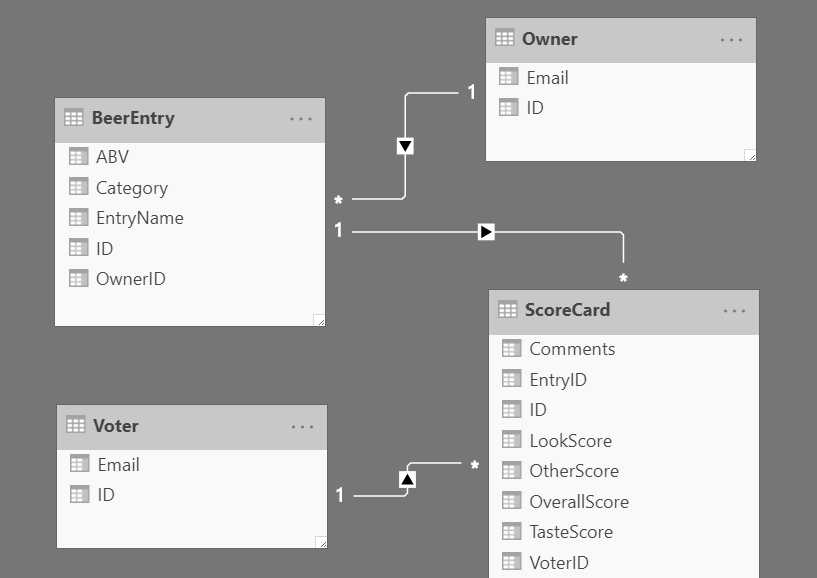 Owner
Email
ID
1
BeerEntry
ABV
Category
EntryName
ID
OwnerID
*
1
*
ScoreCard
Comments
EntryID
ID
LookScore
OtherScore
OverallScore
TasteScore
VoterID
Voter
Email
ID
1
*